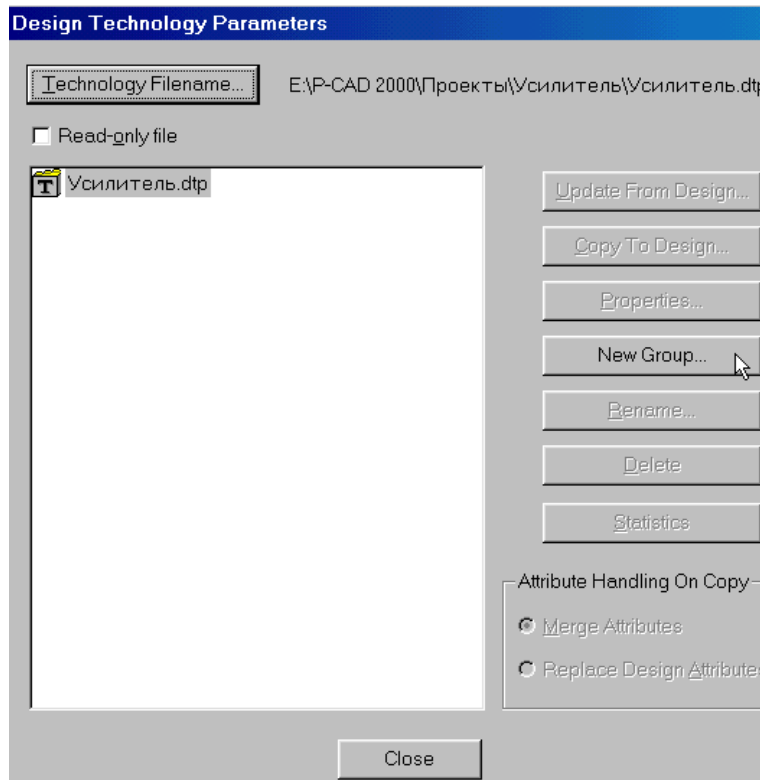 Design Technology Parameters
Technology Filename... E:\P-CAD 2000\Проекты\Усилитель\Усилитель.dtp
Read-only file
Усилитель.dtp
Update From Design...
Copy To Design...
Properties...
New Group...
Rename...
Delete
Statistics
Attribute Handling On Copy
Merge Attributes
Replace Design Attributes
Close